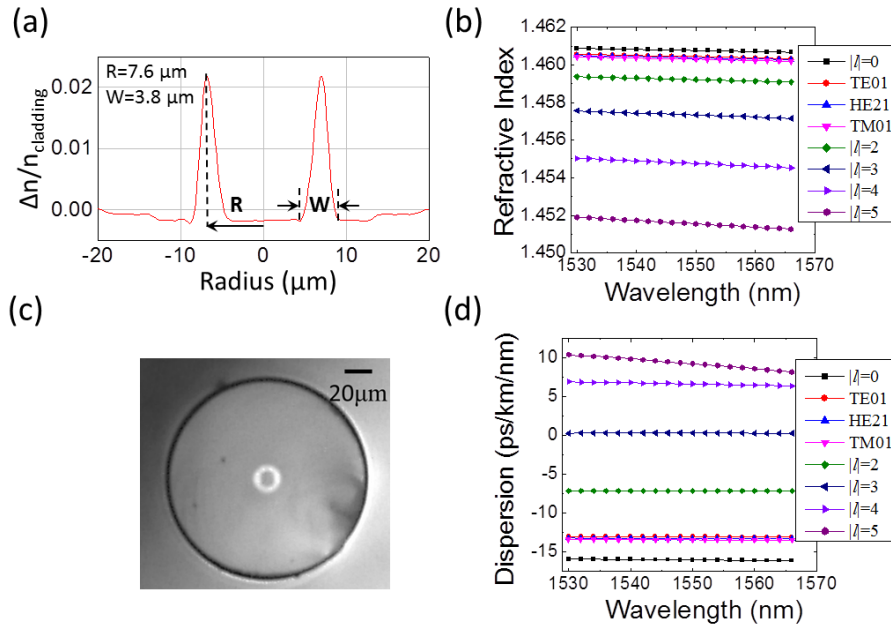 (a)
R=7.6 μm
W=3.8 μm
0.02
0.01
0.00
Δn/n cladding
R
W
-20 -10 0 10 20
Radius (μm)
(b)
1.462
1.460
1.458
1.456
1.454
1.452
1.450
Refractive Index
1530 1540 1550 1560 1570
Wavelength (nm)
|l|=0
TE01
HE21
TM01
|l|=2
|l|=3
|l|=4
|l|=5
(c)
20μm
(d)
10
5
0
-5
-10
-15
Dispersion (ps/km/nm)
1530 1540 1550 1560 1570
Wavelength (nm)
|l|=0
TE01
HE21
TM01
|l|=2
|l|=3
|l|=4
|l|=5